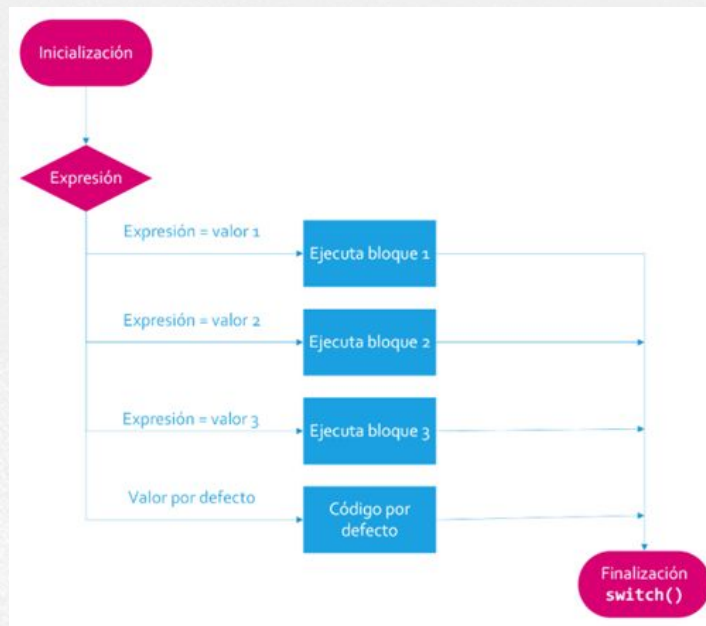 Inicialización
Expresión
Expresión = valor 1
Ejecuta bloque 1
Expresión = valor 2
Ejecuta bloque 2
Expresión = valor 3
Ejecuta bloque 3
Valor por defecto
Código por
defecto
Finalización
switch()